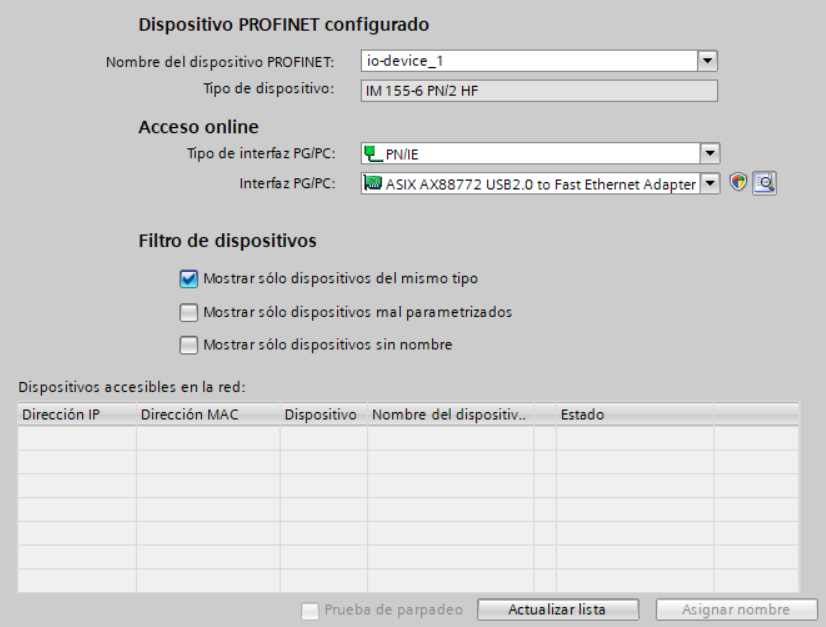 Dispositivo PROFINET configurado
Nombre del dispositivo PROFINET: io-device_1
Tipo de dispositivo: IM 155-6 PN/2 HF
Acceso online
Tipo de interfaz PG/PC: PN/IE
Interfaz PG/PC: ASIX AX88772 USB2.0 to Fast Ethernet Adapter
Filtro de dispositivos
Mostrar sólo dispositivos del mismo tipo
Mostrar sólo dispositivos mal parametrizados
Mostrar sólo dispositivos sin nombre
Dispositivos accesibles en la red:
Dirección IP Dirección MAC Dispositivo Nombre del dispositiv.. Estado
Prueba de parpadeo Actualizar lista Asignar nombre